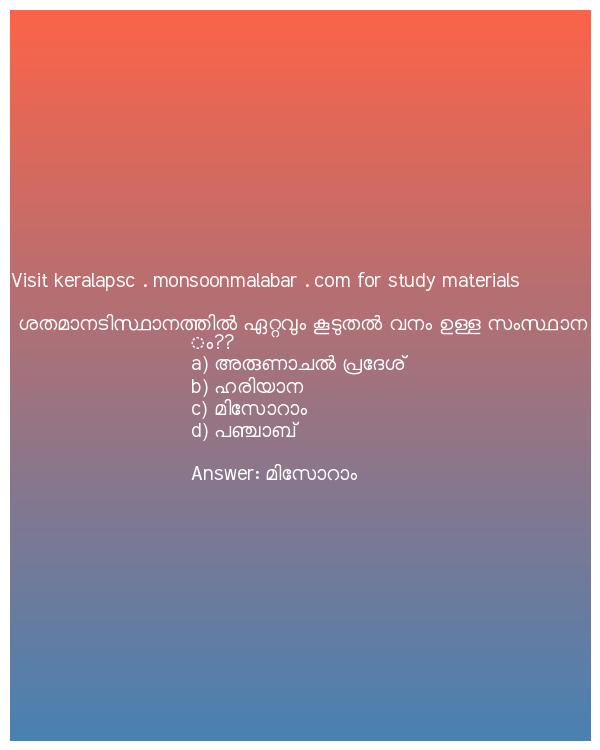 Visit keralapsc . monsoonmalabar . com for study materials
ശതമാനടിസ്ഥാനത്തിൽ ഏറ്റവും കൂടുതൽ വനം ഉള്ള സംസ്ഥാന
ം??
a) അരുണാചൽ പ്രദേശ്
b) ഹരിയാന
c) മിസോറാം
d) പഞ്ചാബ്
Answer: മിസോറാം